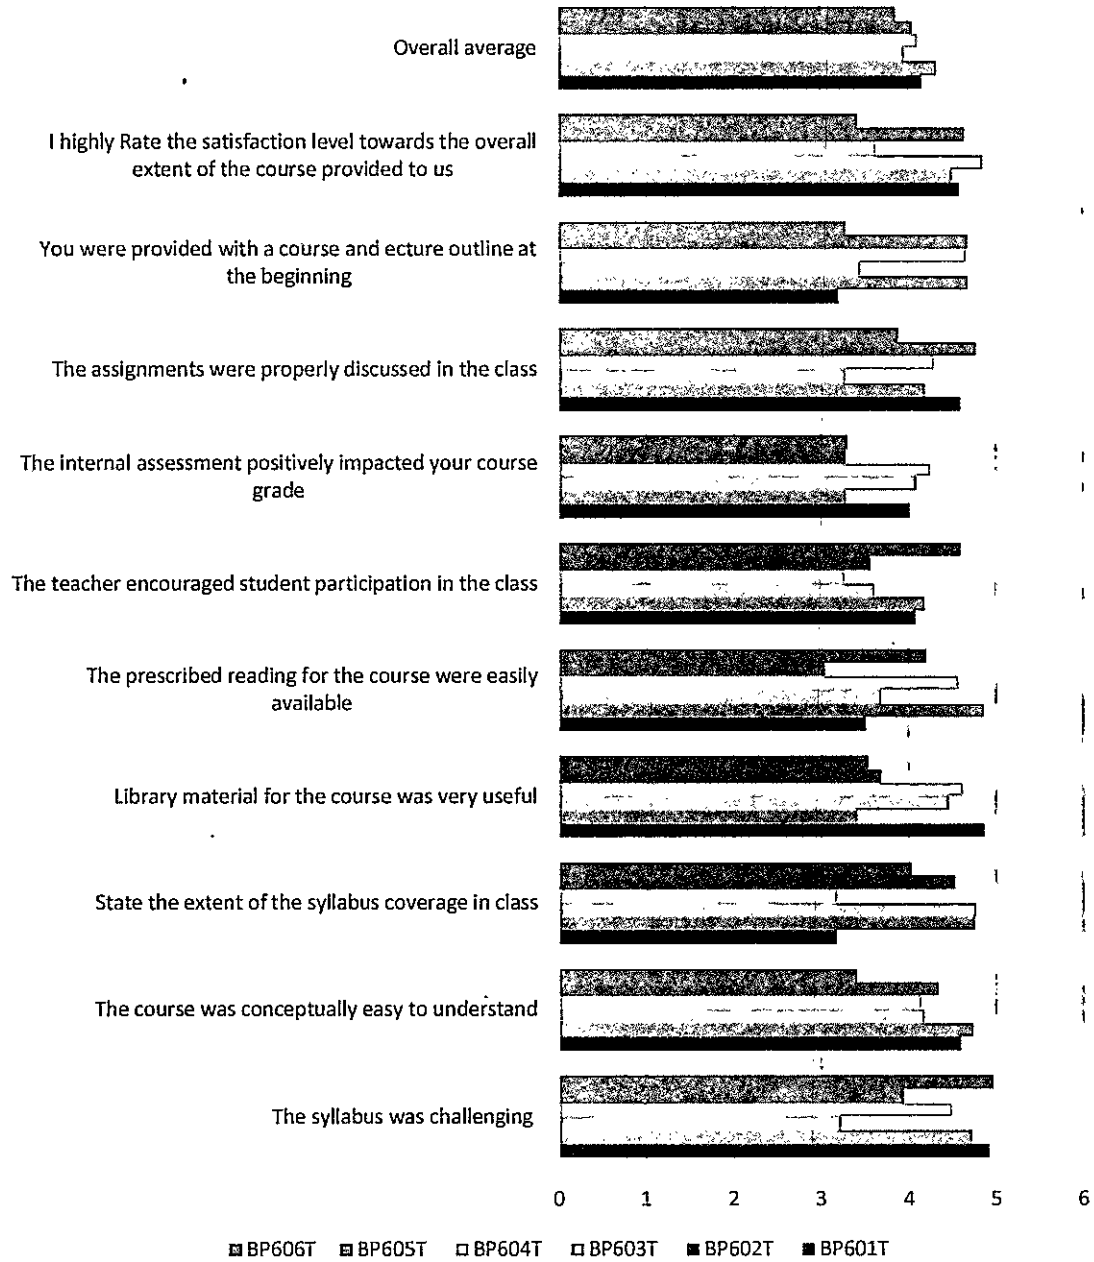 Overall average
I highly Rate the satisfaction level towards the overall
extent of the course provided to us
You were provided with a course and ecture outline at
the beginning
The assignments were properly discussed in the class
The internal assessment positively impacted your course
grade
The teacher encouraged student participation in the class
The prescribed reading for the course were easily
available
Library material for the course was very useful
State the extent of the syllabus coverage in class
The course was conceptually easy to understand
The syllabus was challenging
0 1 2 3 4 5 6
BP606T BP605T BP604T BP603T BP602T BP601T